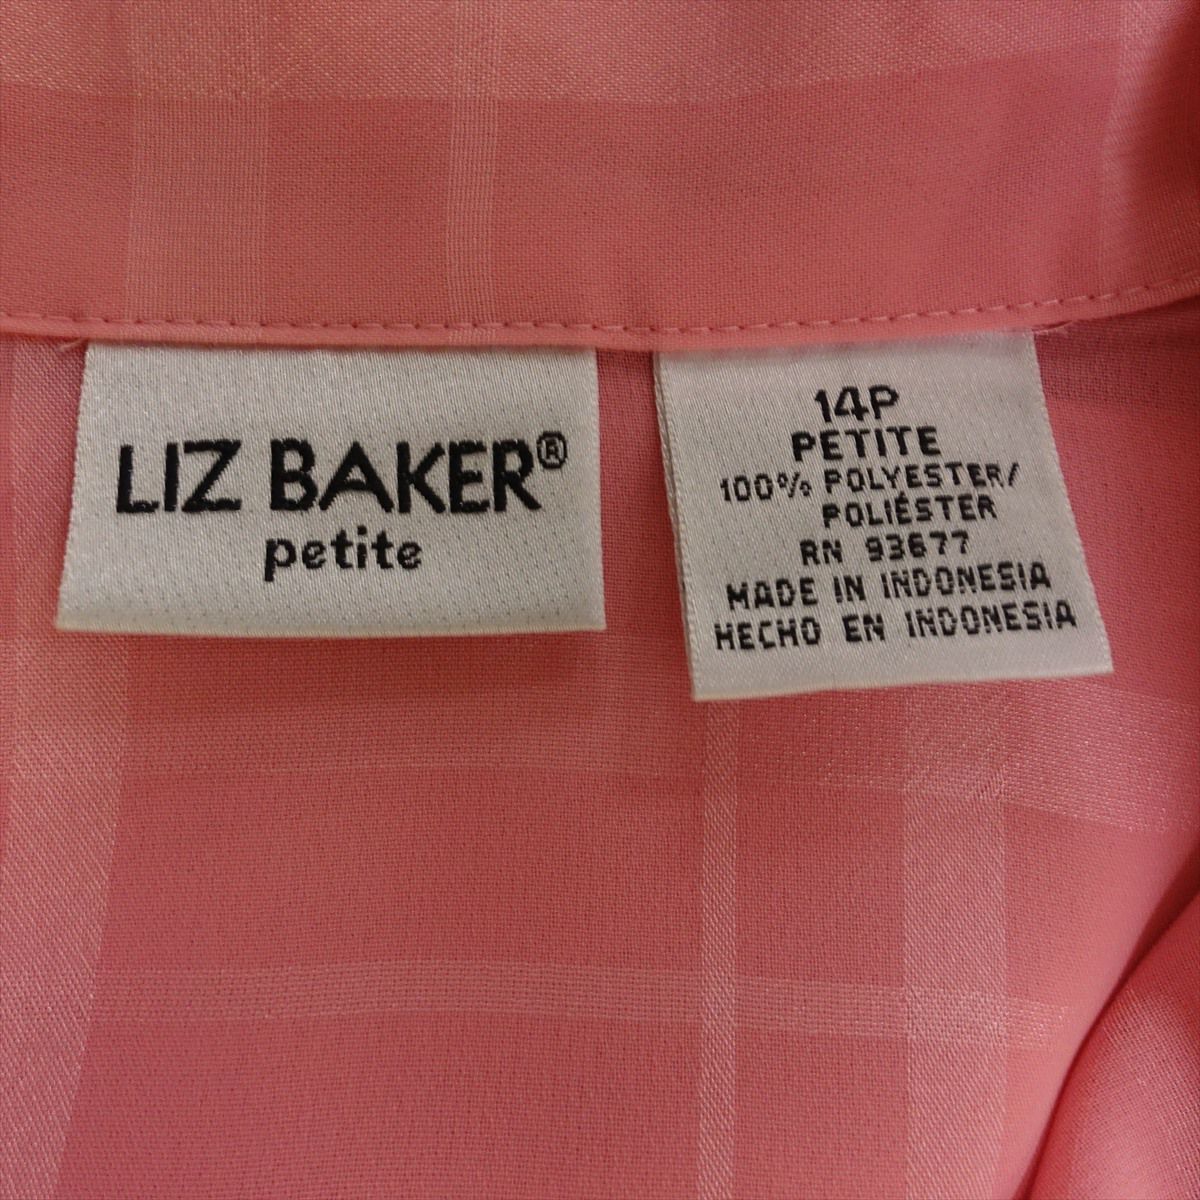 LIZ BAKER®
petite
14P
PETITE
100% POLYESTER/
POLIÉSTER
RN 93677
MADE IN INDONESIA
HECHO EN INDONESIA